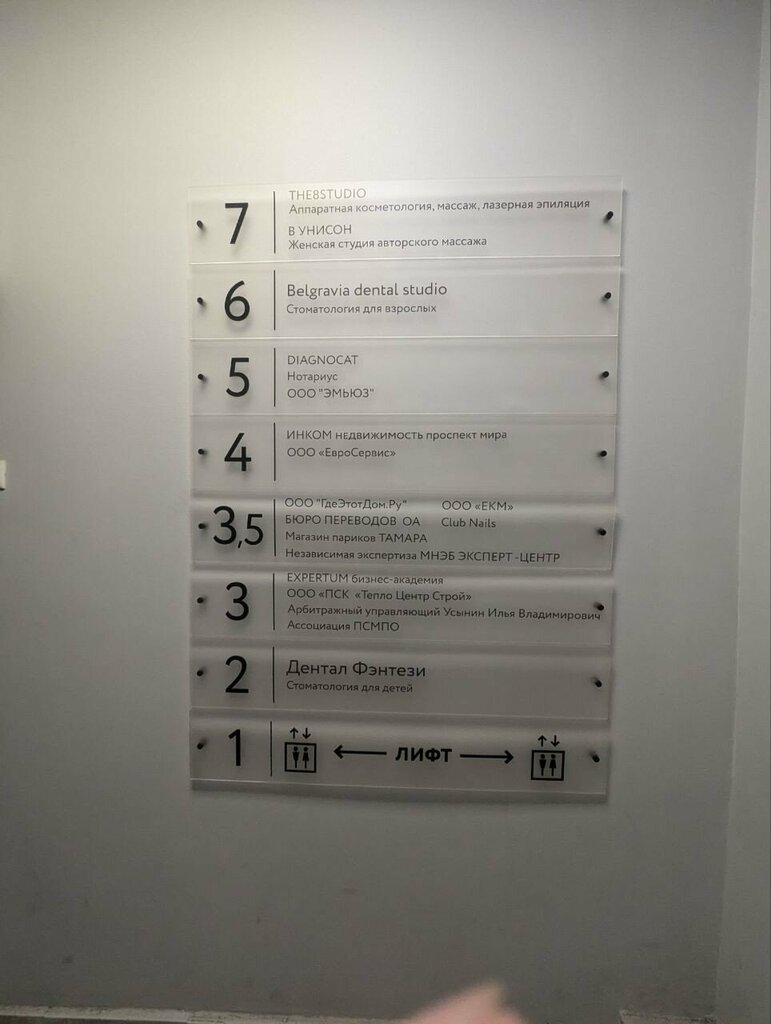 7
THE8STUDIO
Аппаратная косметология, массаж, лазерная эпиляция
В УНИСОН
Женская студия авторского массажа
6
Belgravia dental studio
Стоматология для взрослых
5
DIAGNOCAT
Нотариус
ООО "ЭМЬЮЗ"
4
ИНКОМ недвижимость проспект мира
ООО «ЕвроСервис»
3,5
ООО "ГдеЭтотДом.Ру" ООО «ЕКМ»
БЮРО ПЕРЕВОДОВ ОА Club Nails
Магазин париков ТАМАРА
Независимая экспертиза МНЭБ ЭКСПЕРТ-ЦЕНТР
3
EXPERTUM бизнес-академия
ООО «ПСК «Тепло Центр Строй»
Арбитражный управляющий Усынин Илья Владимирович
Ассоциация ПСМПО
2
Дентал Фэнтези
Стоматология для детей
1
ЛИФТ